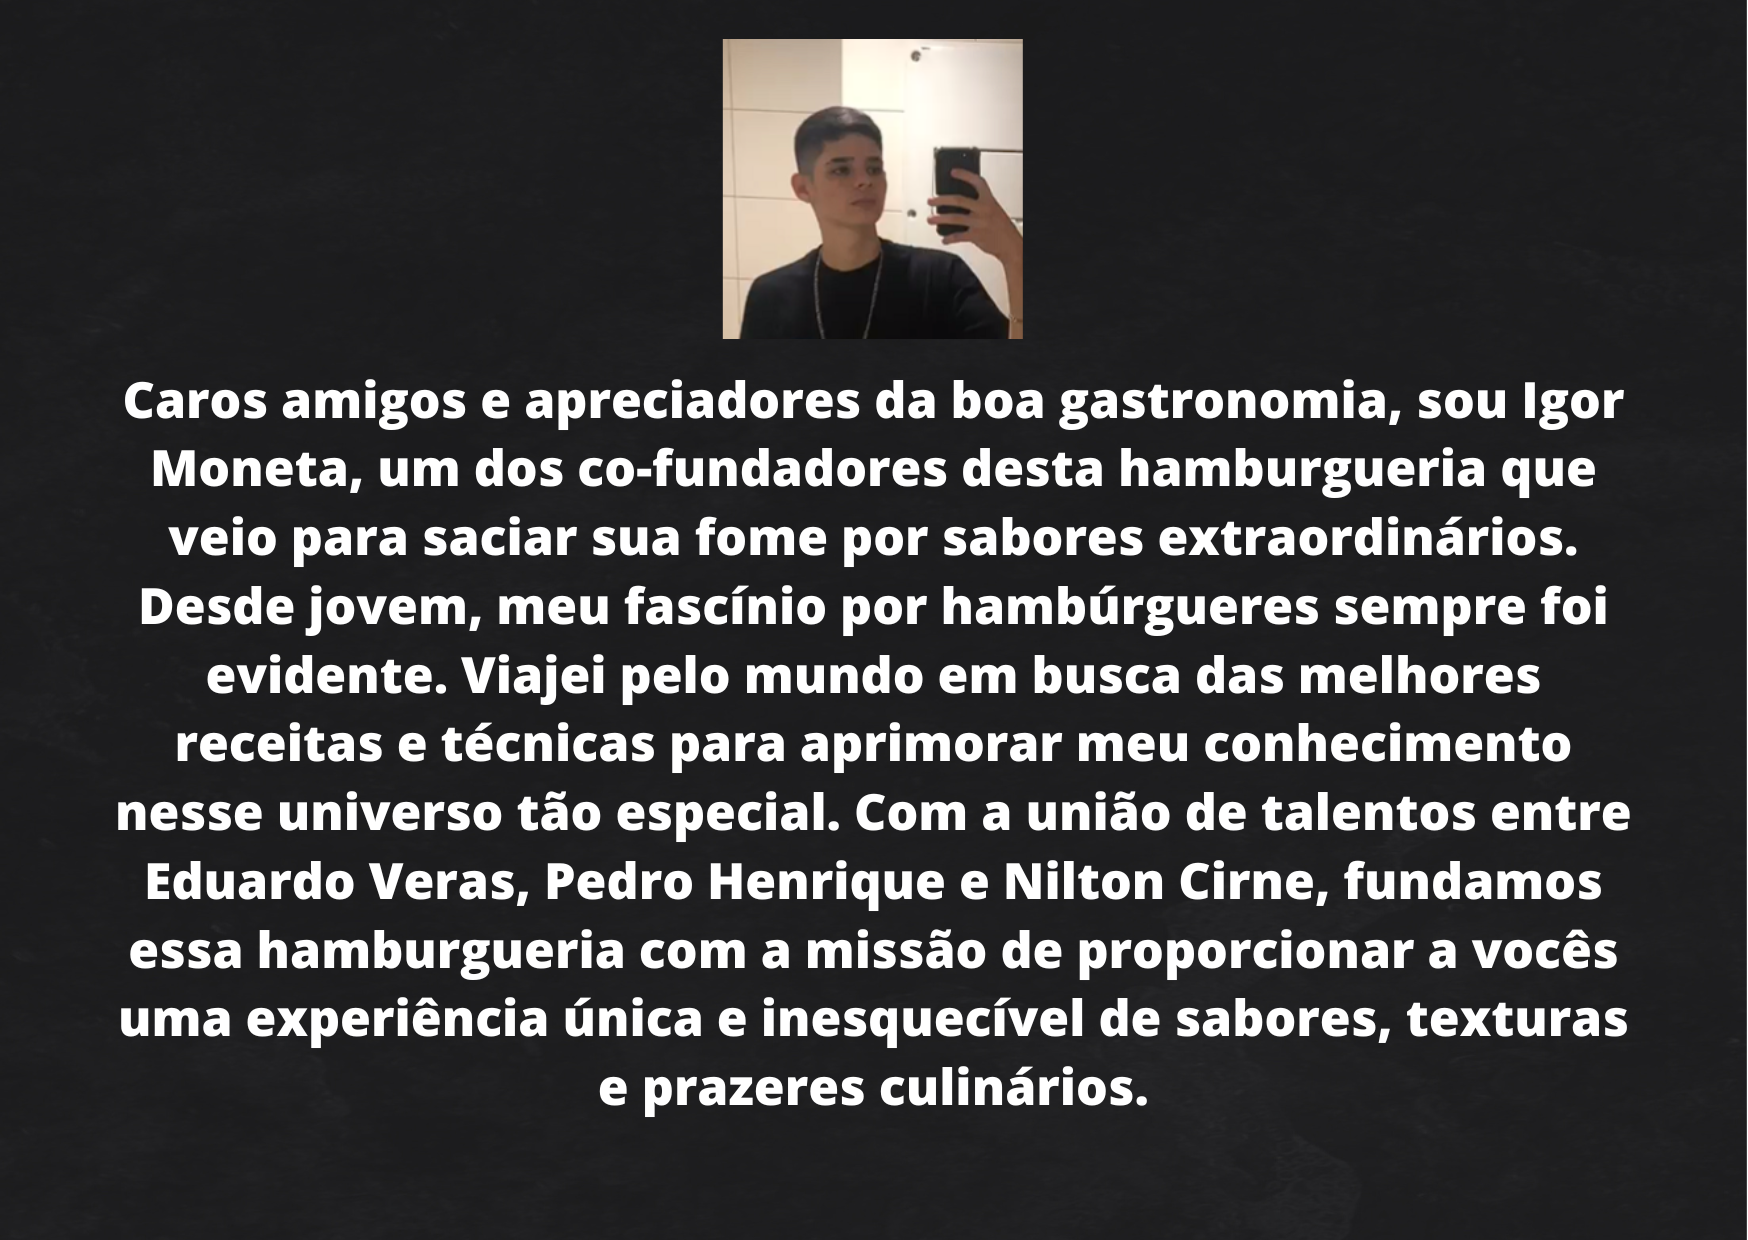 Caros amigos e apreciadores da boa gastronomia, sou Igor
Moneta, um dos co-fundadores desta hamburgueria que
veio para saciar sua fome por sabores extraordinários.
Desde jovem, meu fascínio por hambúrgueres sempre foi
evidente. Viajei pelo mundo em busca das melhores
receitas e técnicas para aprimorar meu conhecimento
nesse universo tão especial. Com a união de talentos entre
Eduardo Veras, Pedro Henrique e Nilton Cirne, fundamos
essa hamburgueria com a missão de proporcionar a vocês
uma experiência única e inesquecível de sabores, texturas
e prazeres culinários.